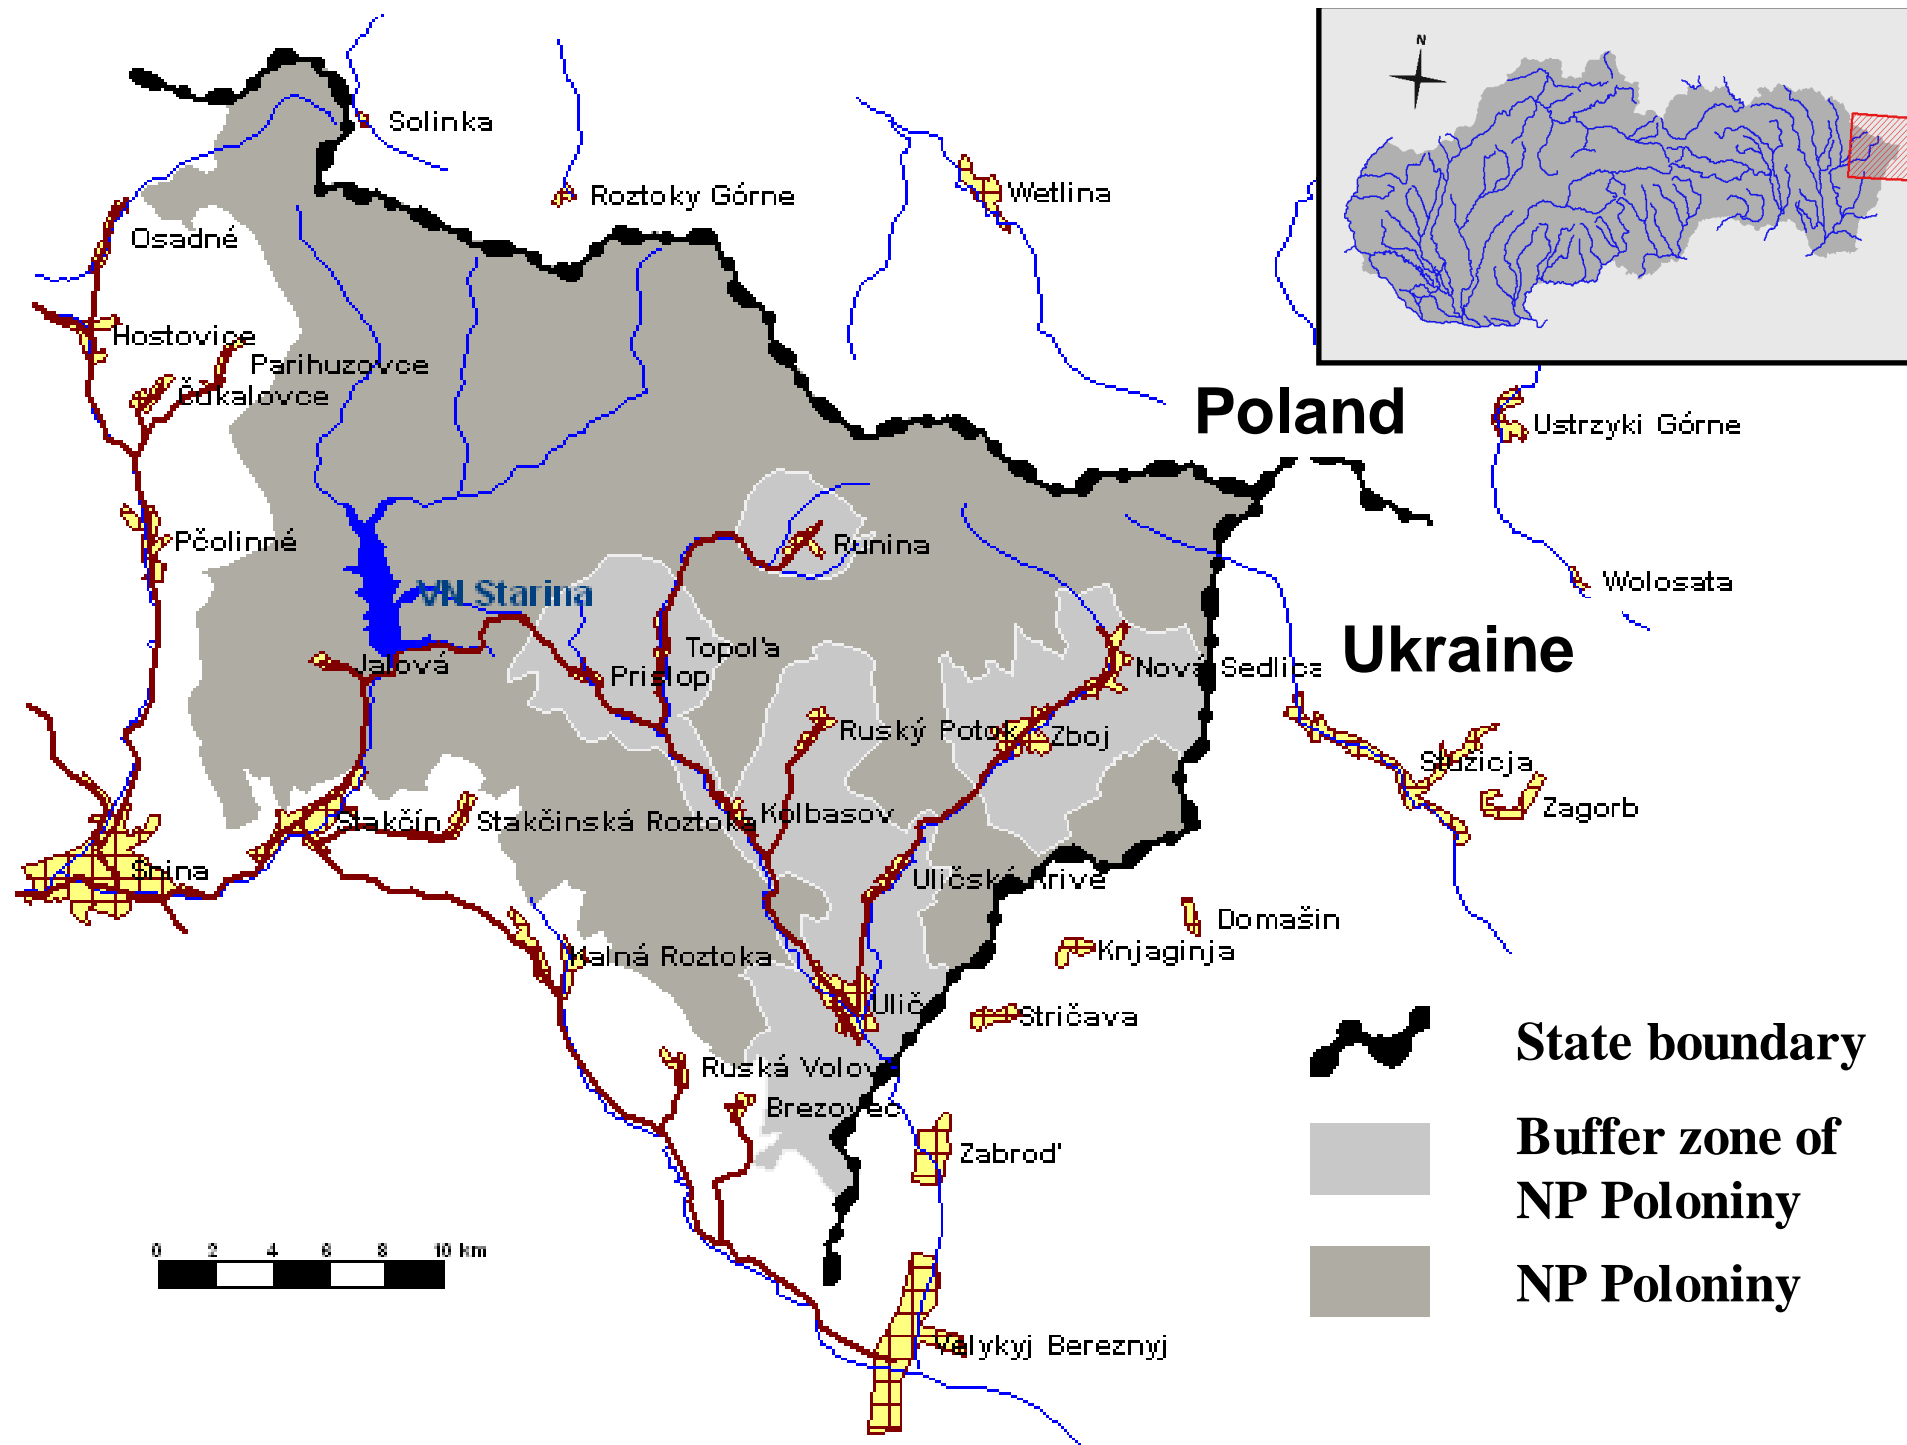 N
Solinka
Roztoky Górne
Wetlina
Osadné
Hostovice
Parihuzovce
Čukalovce
Poland
Ustrzyki Górne
Pčolinné
Runina
VN Starina
Wolosata
Topoľa
Ukraine
Jalová
Prislop
Nová Sedlica
Ruský Potok
Zboj
Stužicja
Zagorb
Kolbasov
Stakčín
Stakčinská Roztoka
Snina
Uličské Krivé
Domašin
Knjaginja
Malná Roztoka
Ulič
Stričava
State boundary
Ruská Volová
Brezovec
Buffer zone of
NP Poloniny
Zabroď
0 2 4 6 8 10 km
NP Poloniny
Velykyj Bereznyj